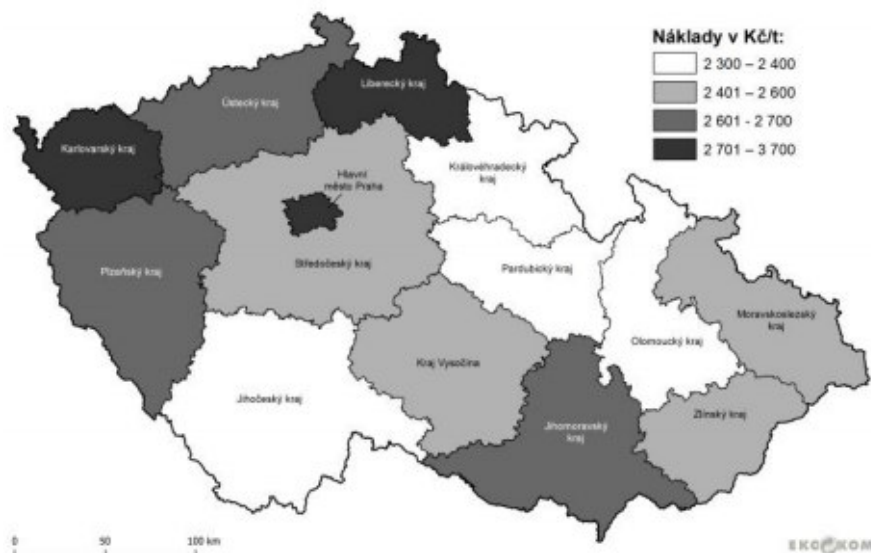 Náklady v Kč/t:
2 300 – 2 400
2 401 – 2 600
2 601 - 2 700
2 701 – 3 700
Liberecký kraj
Ústecký kraj
Karlovarský kraj
Královéhradecký
kraj
Hlavní
město Praha
Středočeský kraj
Pardubický kraj
Plzeňský kraj
Moravskoslezský
kraj
Olomoucký kraj
Kraj Vysočina
Jihočeský kraj
Zlínský kraj
Jihomoravský
kraj
0 50 100 km
EKO KOM